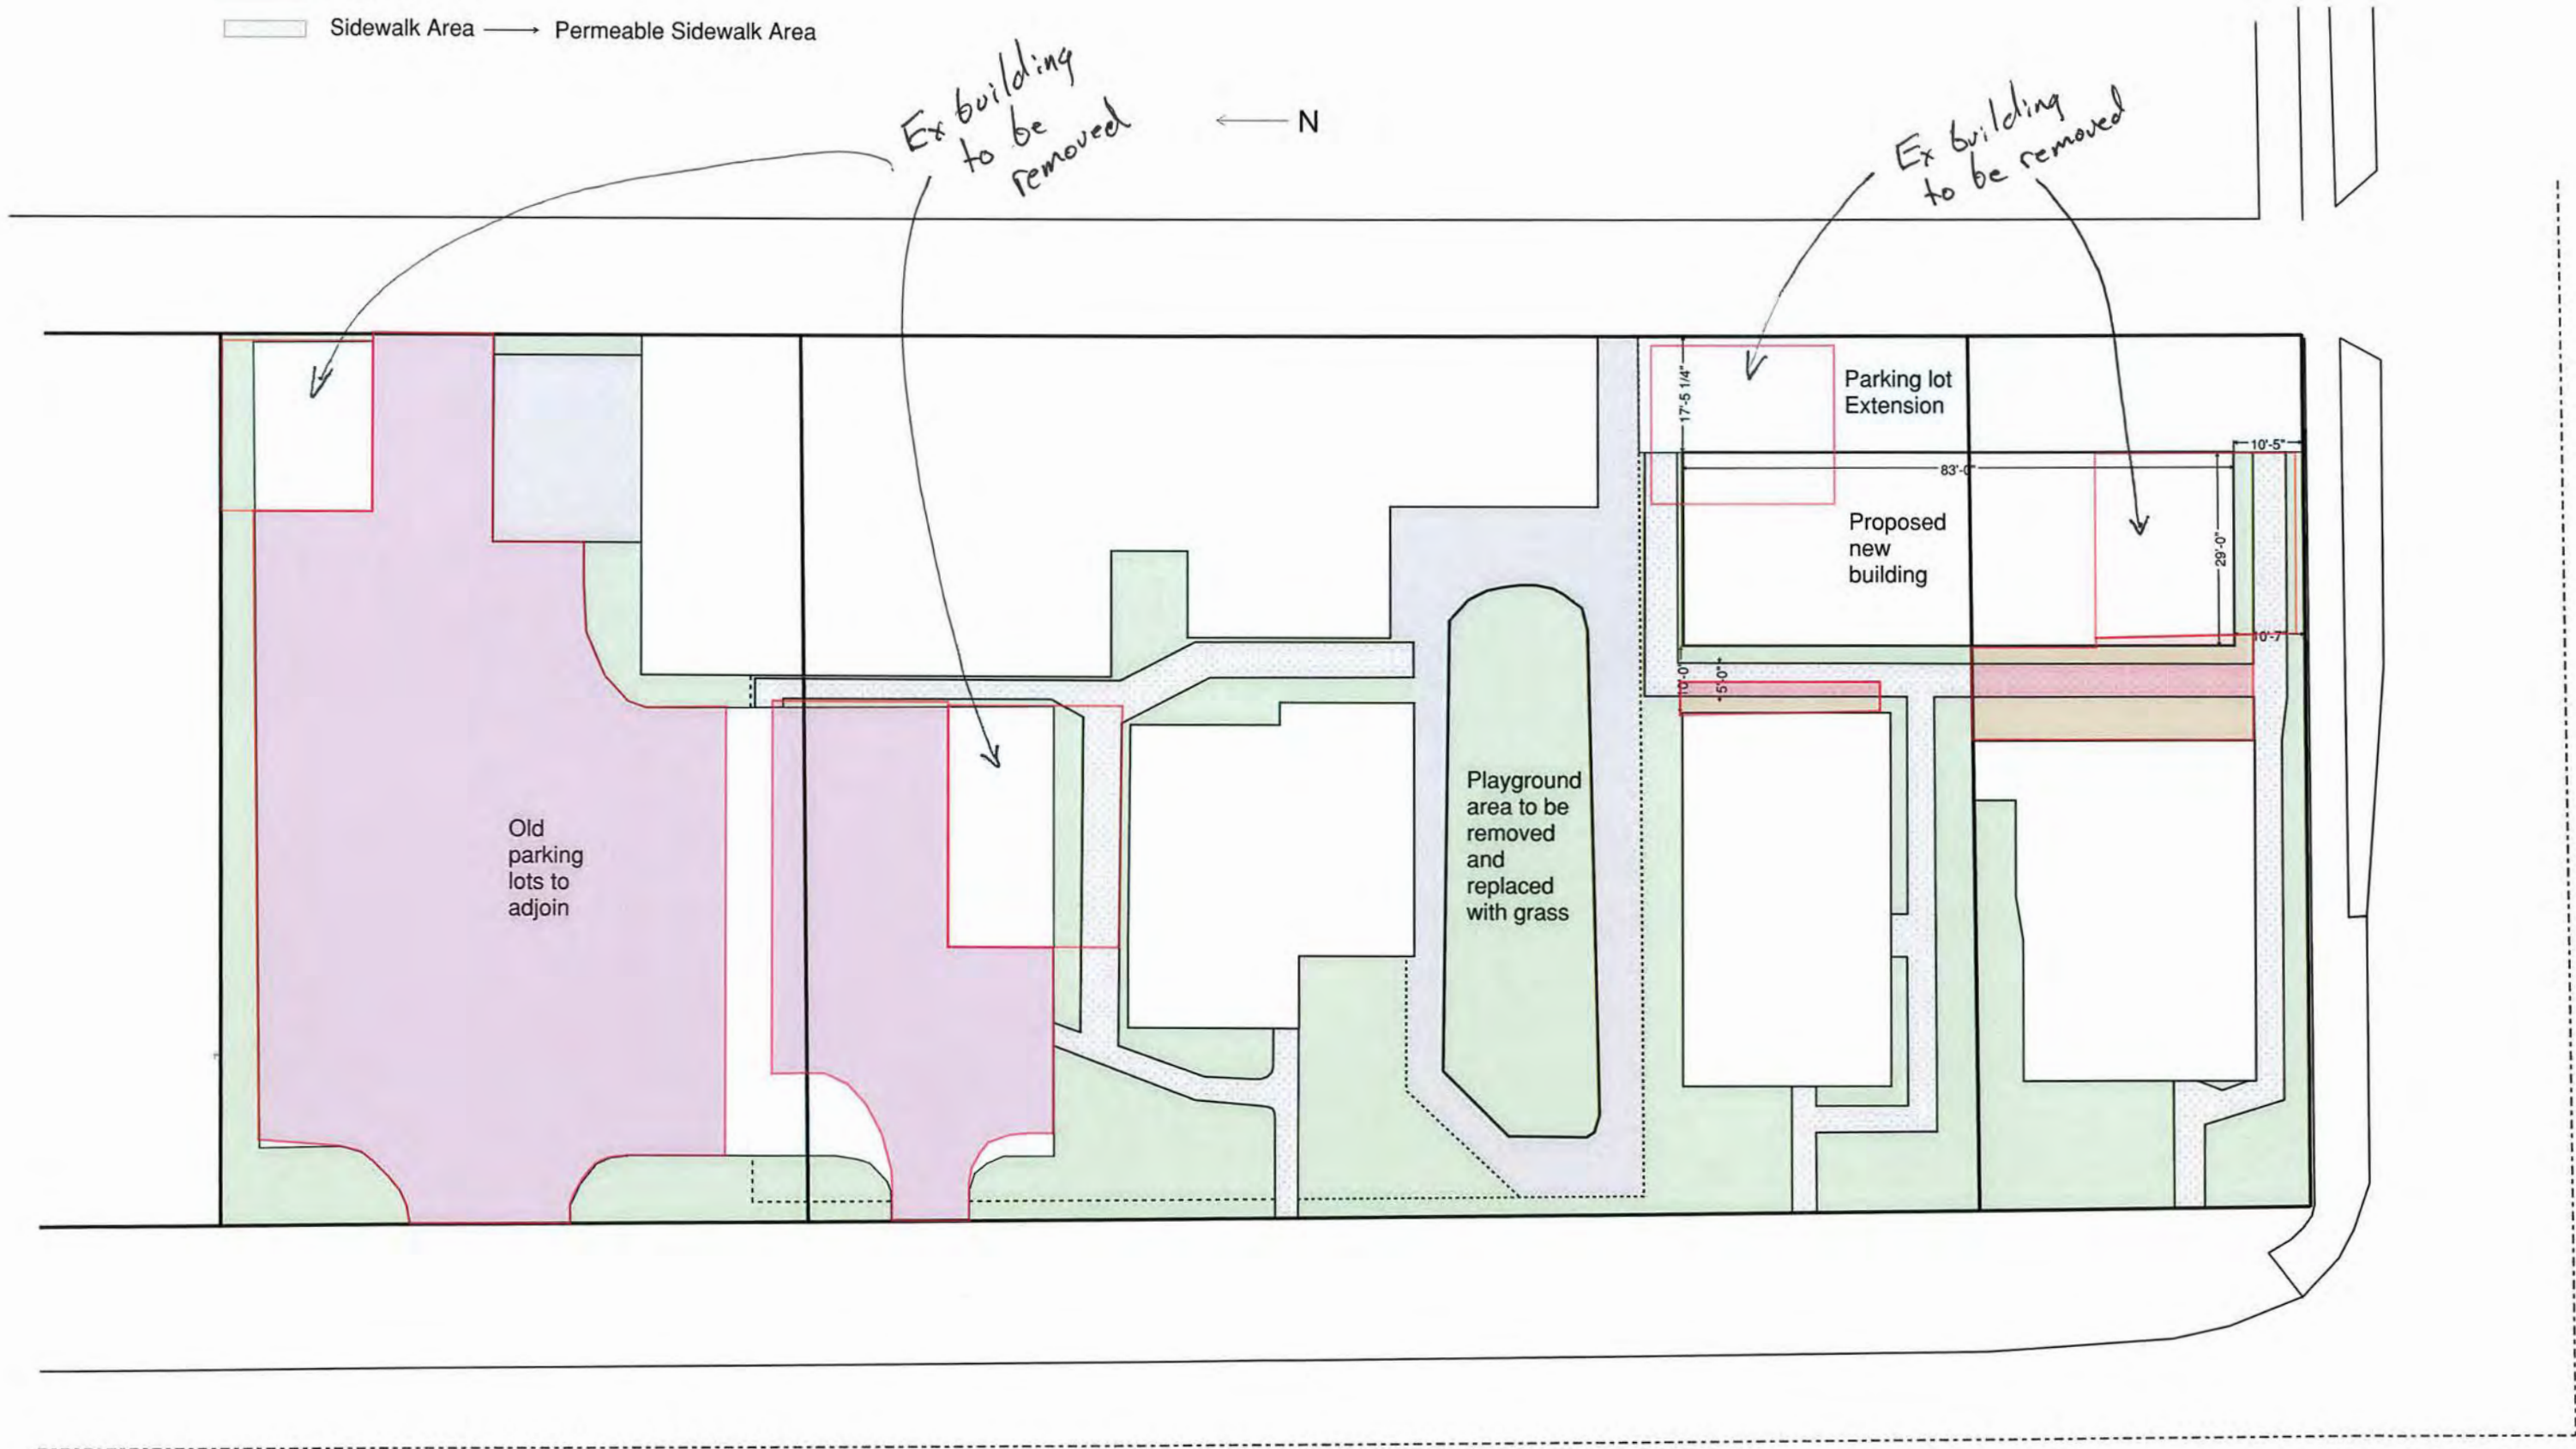 Sidewalk Area → Permeable Sidewalk Area
Ex building
to be
removed
N
Ex building
to be removed
17'-5 1/4"
Parking lot
Extension
10'-5"
83'-0"
Proposed
new
building
29'-0"
10'-7"
10'-0"
5'-0"
Old
parking
lots to
adjoin
Playground
area to be
removed
and
replaced
with grass